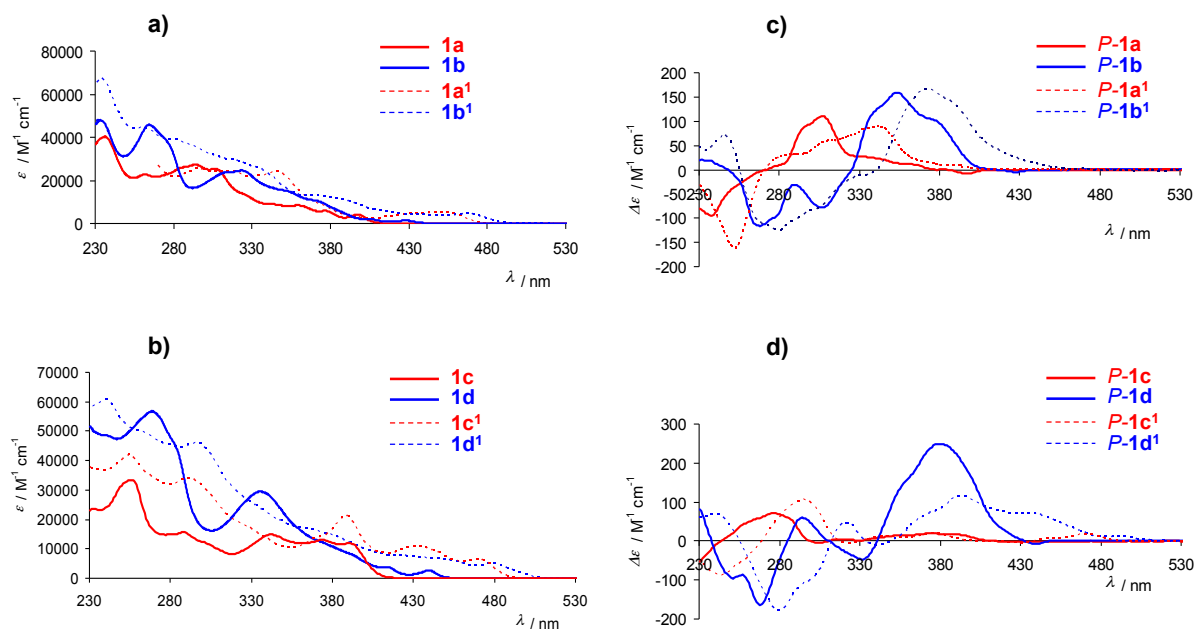 a)
1a
1b
1a¹
1b¹
ε / M⁻¹ cm⁻¹
80000
60000
40000
20000
0
230 280 330 380 430 480 530
λ / nm
c)
P-1a
P-1b
P-1a¹
P-1b¹
Δε / M⁻¹ cm⁻¹
200
150
100
50
0
-50
-100
-150
-200
230 280 330 380 430 480 530
λ / nm
b)
1c
1d
1c¹
1d¹
ε / M⁻¹ cm⁻¹
70000
60000
50000
40000
30000
20000
10000
0
230 280 330 380 430 480 530
λ / nm
d)
P-1c
P-1d
P-1c¹
P-1d¹
Δε / M⁻¹ cm⁻¹
300
200
100
0
-100
-200
230 280 330 380 430 480 530
λ / nm